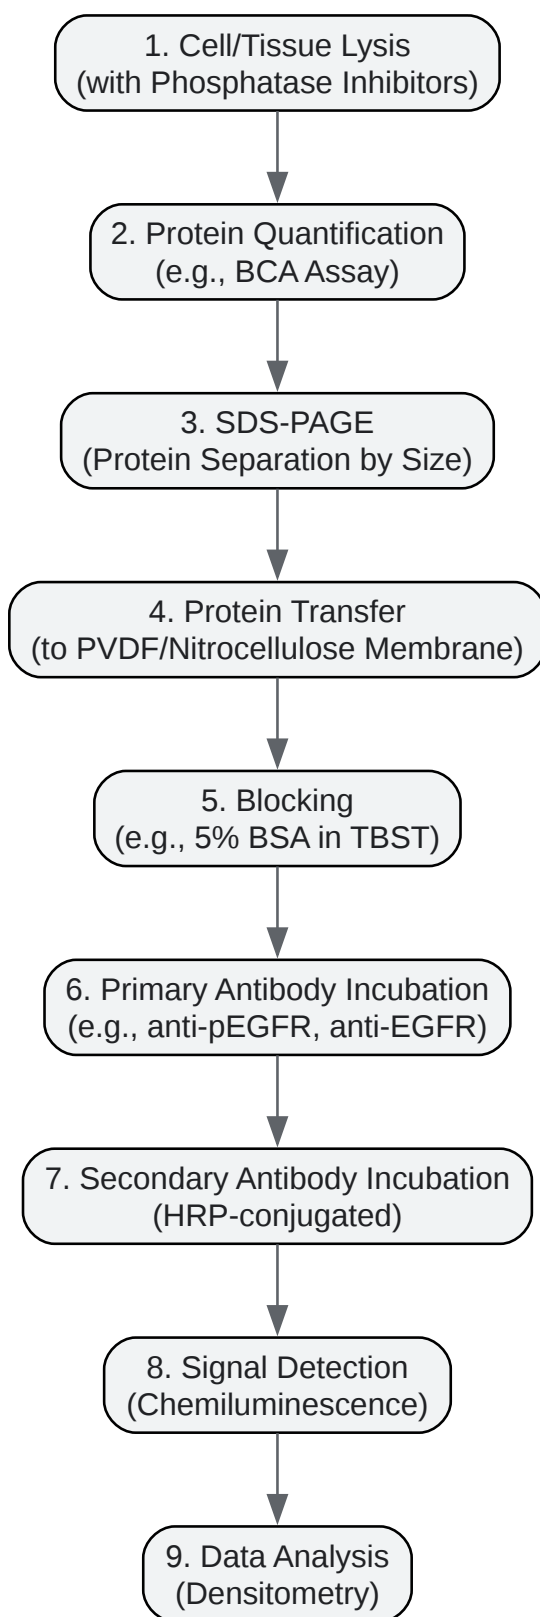 1. Cell/Tissue Lysis
(with Phosphatase Inhibitors)
2. Protein Quantification
(e.g., BCA Assay)
3. SDS-PAGE
(Protein Separation by Size)
4. Protein Transfer
(to PVDF/Nitrocellulose Membrane)
5. Blocking
(e.g., 5% BSA in TBST)
6. Primary Antibody Incubation
(e.g., anti-pEGFR, anti-EGFR)
7. Secondary Antibody Incubation
(HRP-conjugated)
8. Signal Detection
(Chemiluminescence)
9. Data Analysis
(Densitometry)